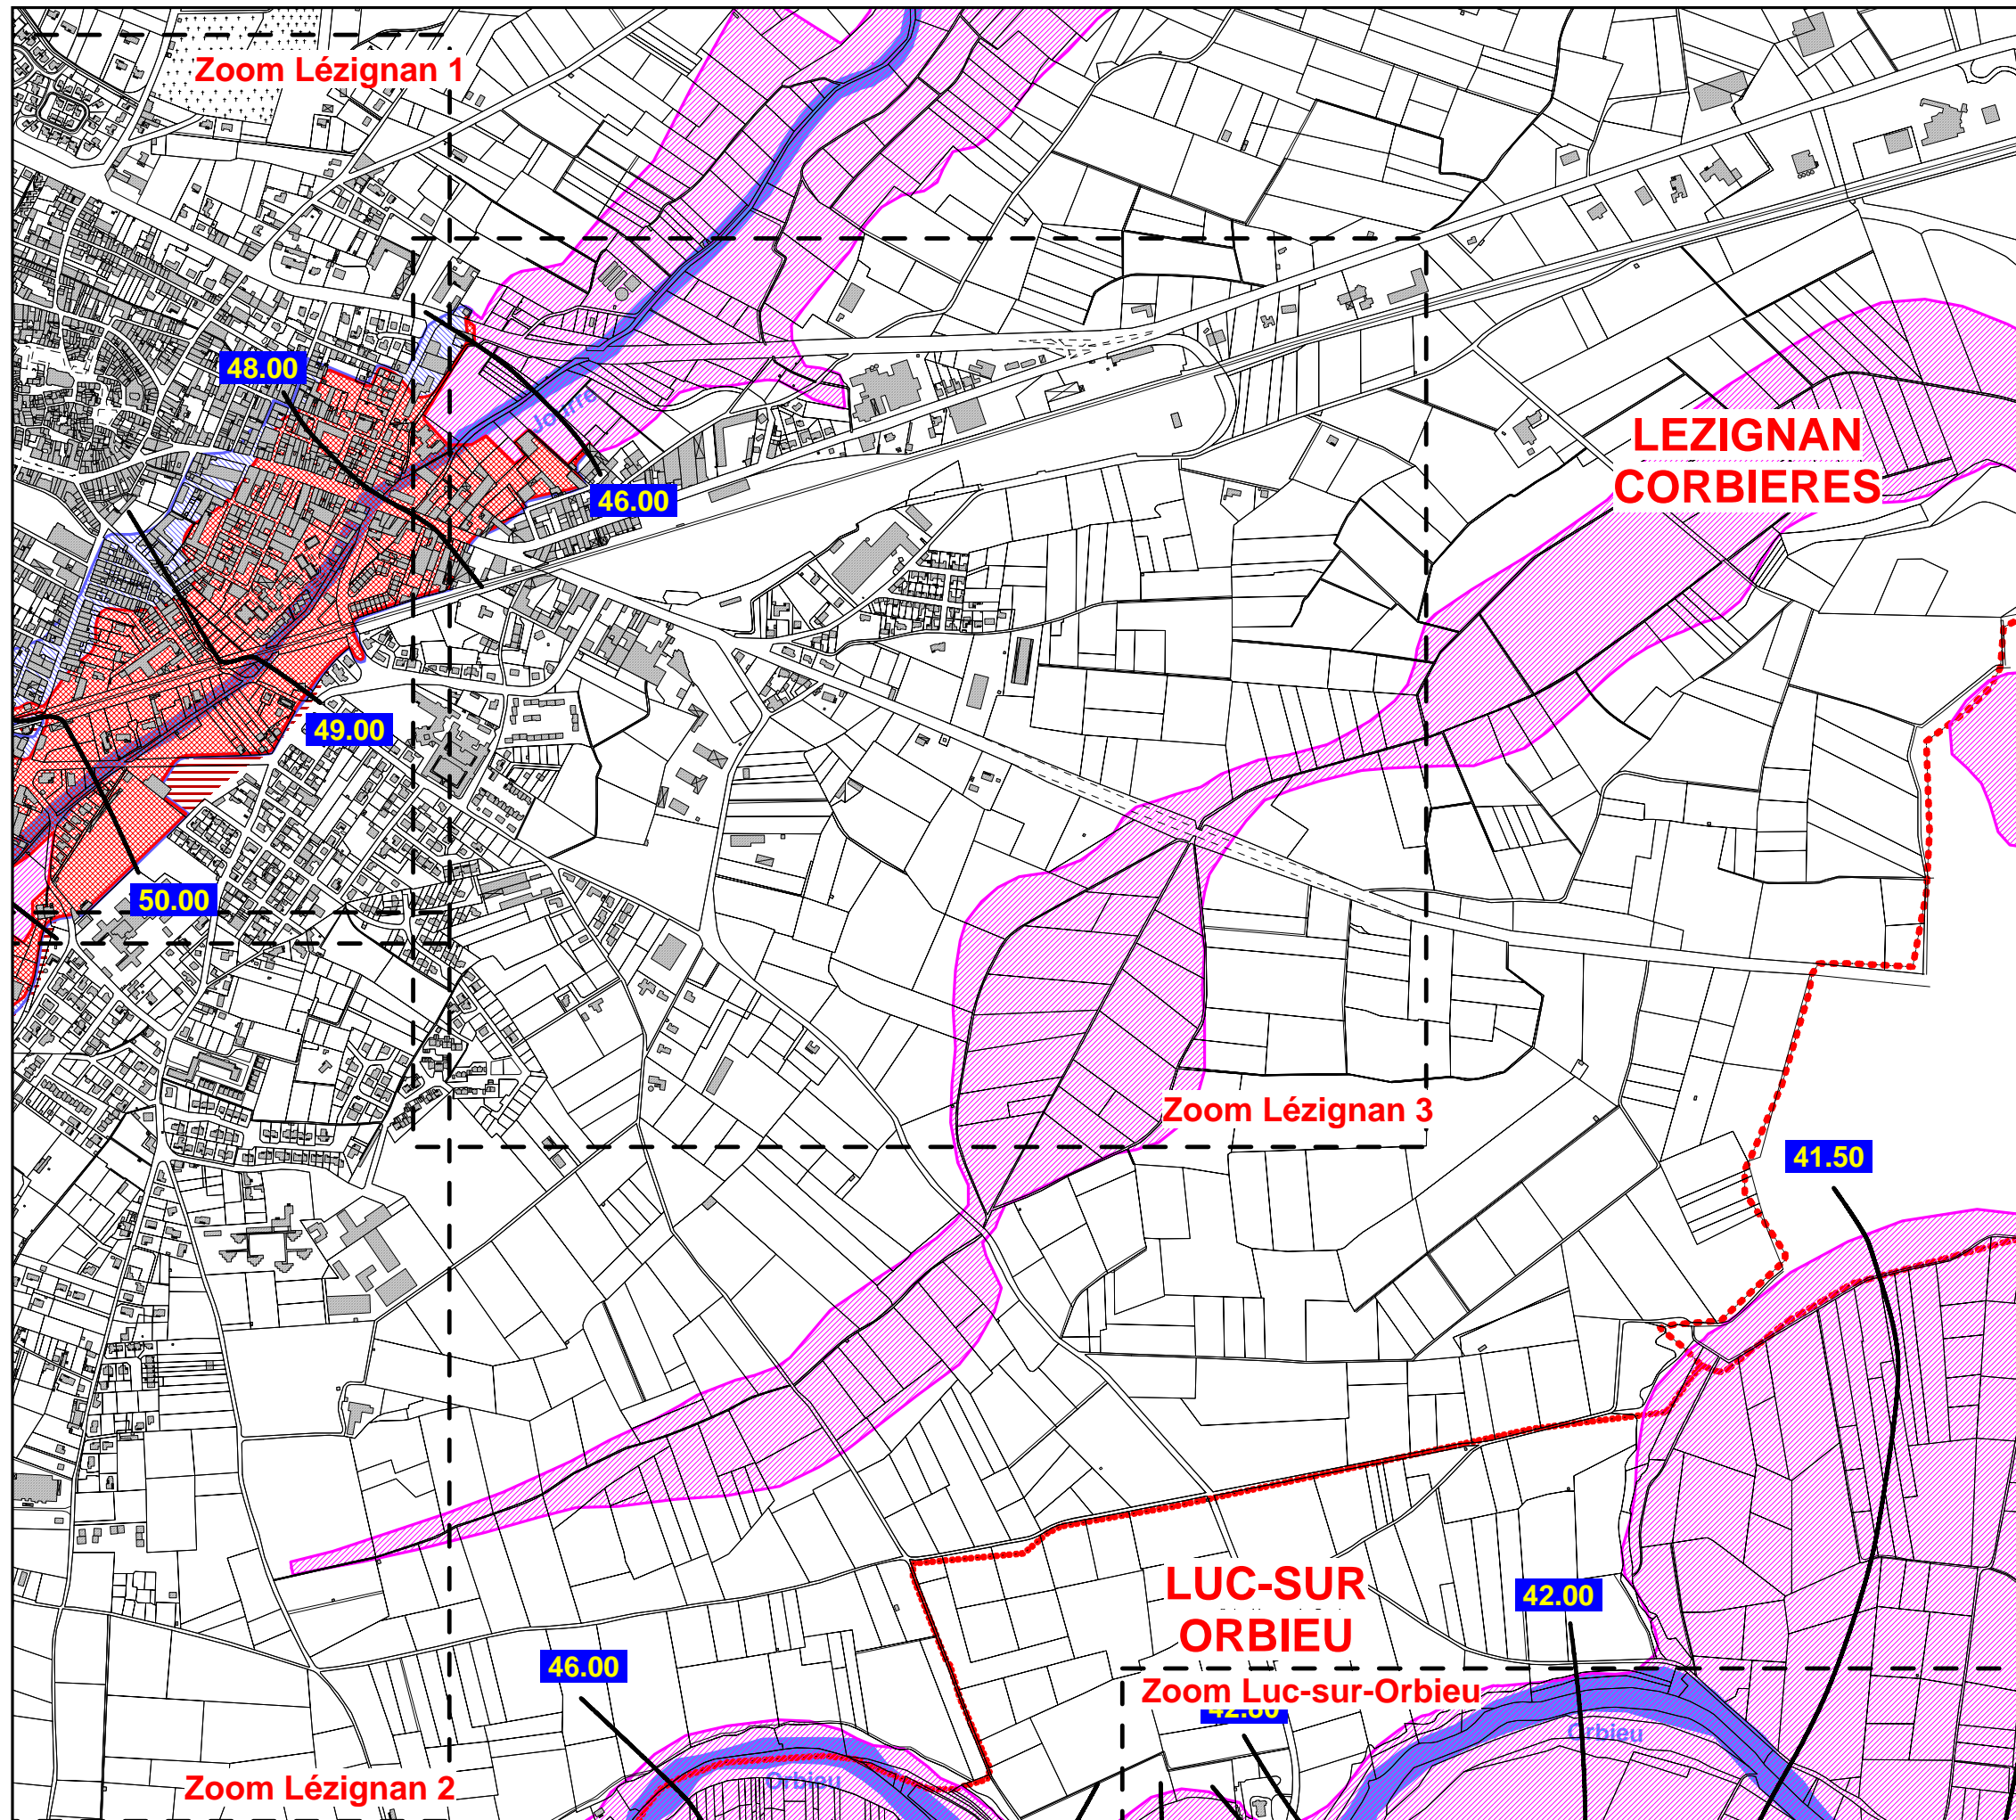 Zoom Lézignan 1
48.00
Jourre
46.00
LEZIGNAN
CORBIERES
49.00
50.00
Zoom Lézignan 3
41.50
LUC-SUR
ORBIEU
42.00
46.00
Zoom Luc-sur-Orbieu
Orbieu
Orbieu
Zoom Lézignan 2